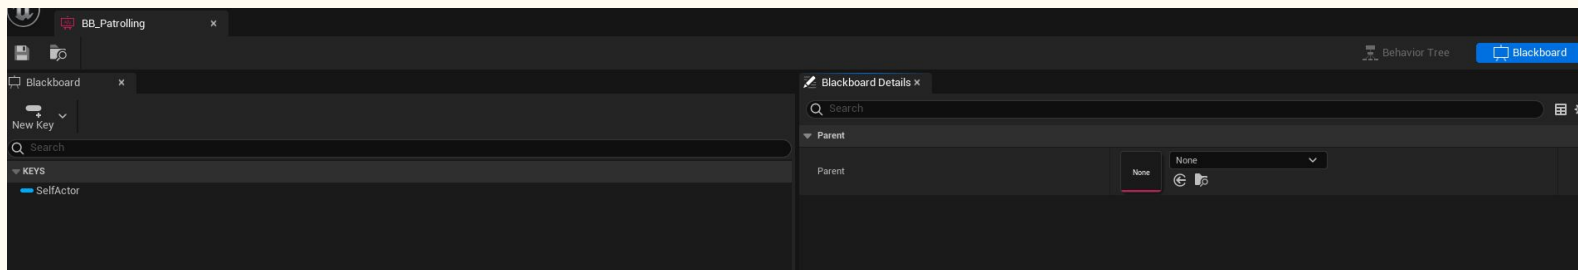 BB_Patrolling
Behavior Tree
Blackboard
Blackboard
New Key
Search
KEYS
SelfActor
Blackboard Details
Search
Parent
Parent
None
None